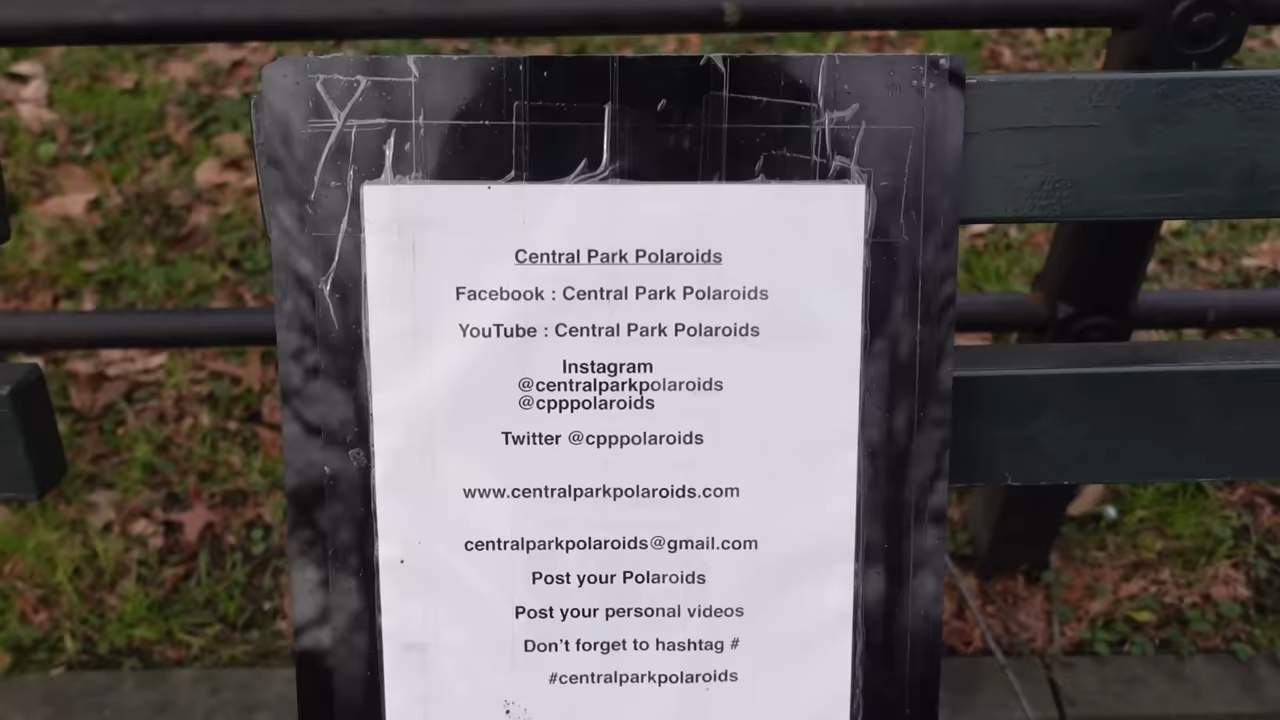 Central Park Polaroids
Facebook : Central Park Polaroids
YouTube : Central Park Polaroids
Instagram
@centralparkpolaroids
@cpppolaroids
Twitter @cpppolaroids
www.centralparkpolaroids.com
centralparkpolaroids@gmail.com
Post your Polaroids
Post your personal videos
Don't forget to hashtag #
#centralparkpolaroids